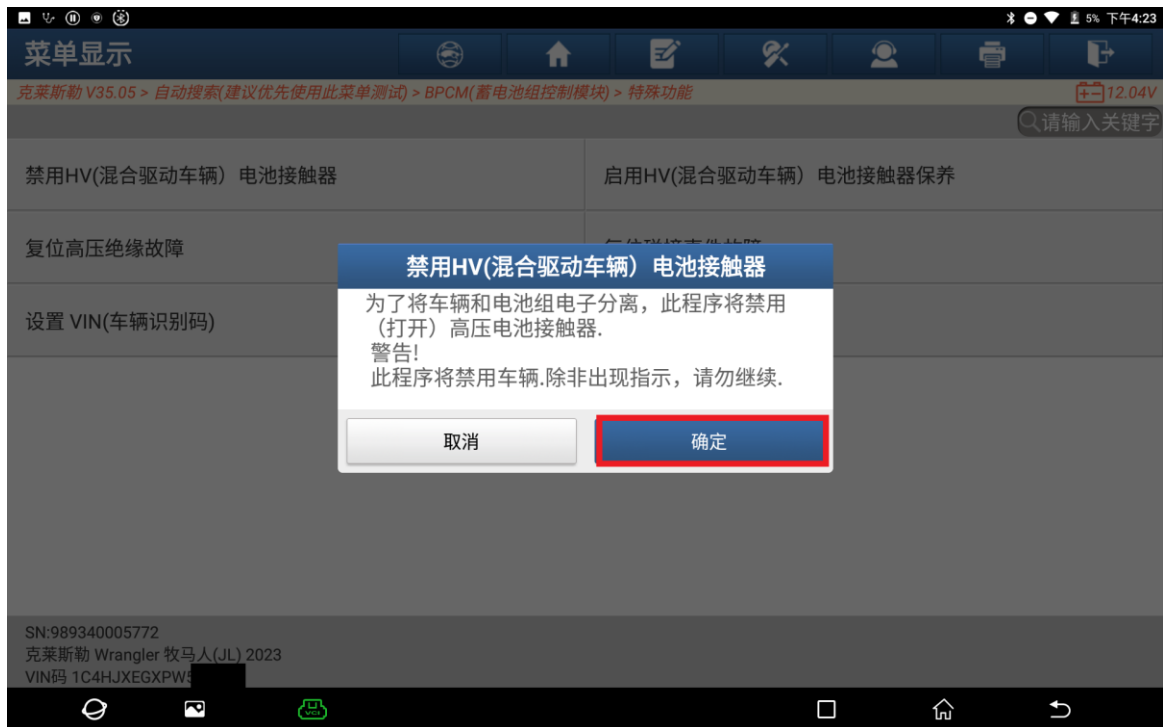 5% 下午4:23
菜单显示
克莱斯勒 V35.05 > 自动搜索(建议优先使用此菜单测试) > BPCM(蓄电池组控制模块) > 特殊功能
12.04V
请输入关键字
禁用HV(混合驱动车辆）电池接触器
启用HV(混合驱动车辆）电池接触器保养
复位高压绝缘故障
设置 VIN(车辆识别码)
禁用HV(混合驱动车辆）电池接触器
为了将车辆和电池组电子分离，此程序将禁用
（打开）高压电池接触器.
警告!
此程序将禁用车辆.除非出现指示，请勿继续.
取消
确定
SN:989340005772
克莱斯勒 Wrangler 牧马人(JL) 2023
VIN码 1C4HJXEGXPW5
VCI